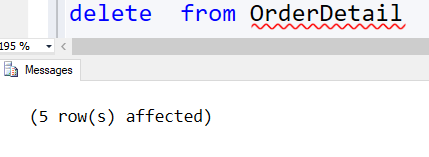 delete  from OrderDetail
195 %
Messages
(5 row(s) affected)